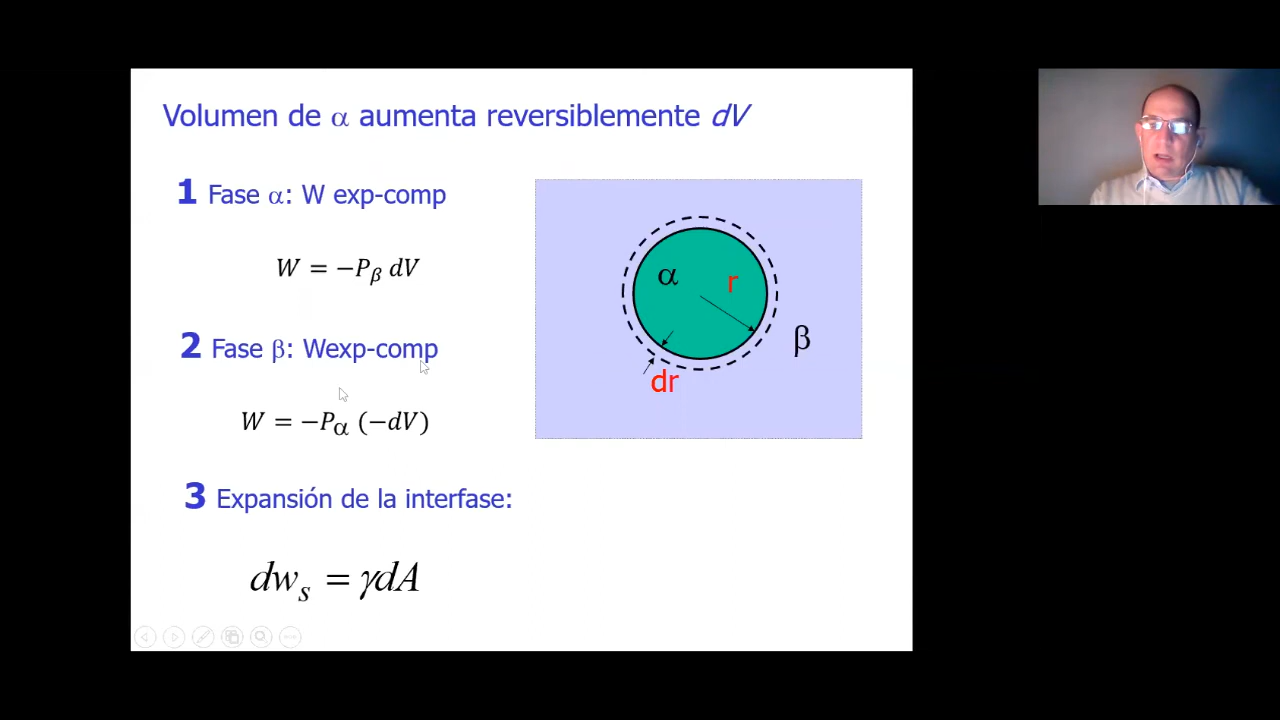 Volumen de α aumenta reversiblemente dV
1 Fase α: W exp-comp
W = −P_β dV
2 Fase β: Wexp-comp
W = −P_α (−dV)
3 Expansión de la interfase:
dw_s = γdA
α
r
β
dr